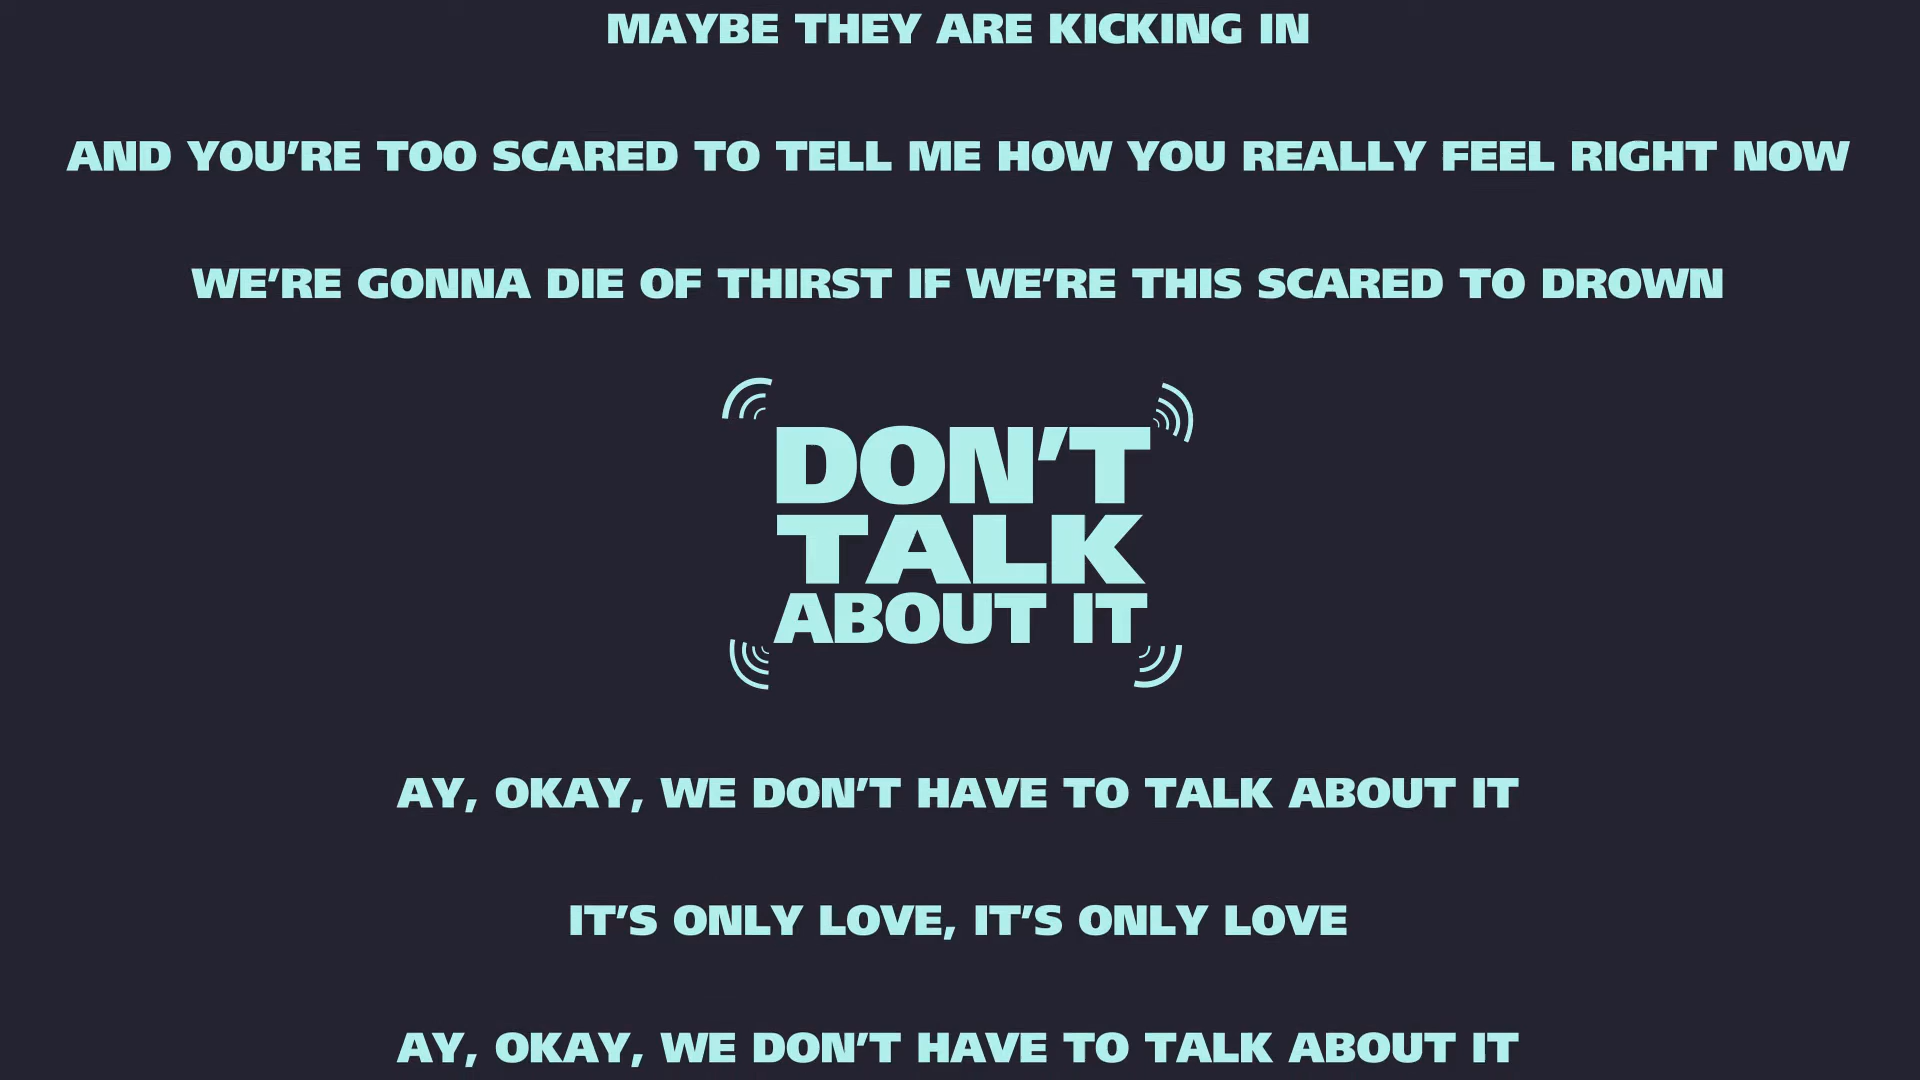 MAYBE THEY ARE KICKING IN
AND YOU’RE TOO SCARED TO TELL ME HOW YOU REALLY FEEL RIGHT NOW
WE’RE GONNA DIE OF THIRST IF WE’RE THIS SCARED TO DROWN
DON’T
TALK
ABOUT IT
AY, OKAY, WE DON’T HAVE TO TALK ABOUT IT
IT’S ONLY LOVE, IT’S ONLY LOVE
AY, OKAY, WE DON’T HAVE TO TALK ABOUT IT